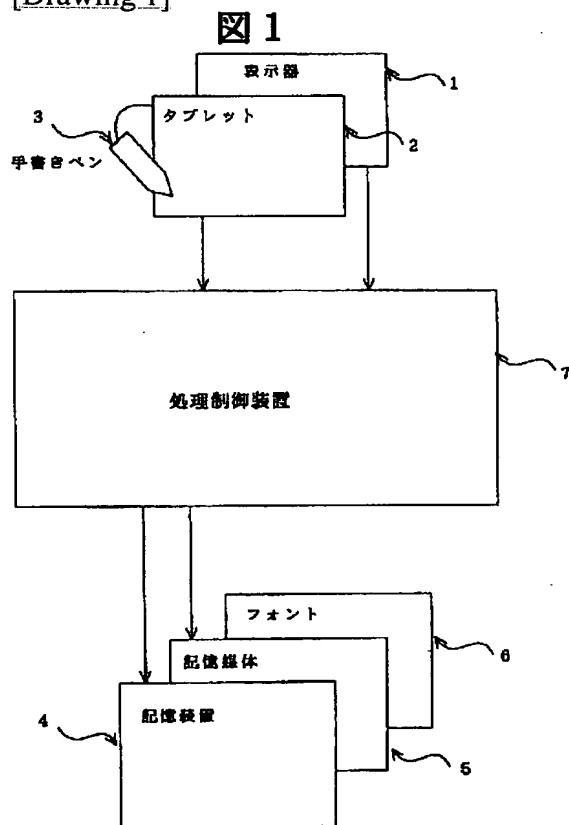 [Drawing 1]
図1
表示器
1
タブレット
2
3
手書きペン
処理制御装置
7
フォント
6
記憶媒体
5
記憶装置
4